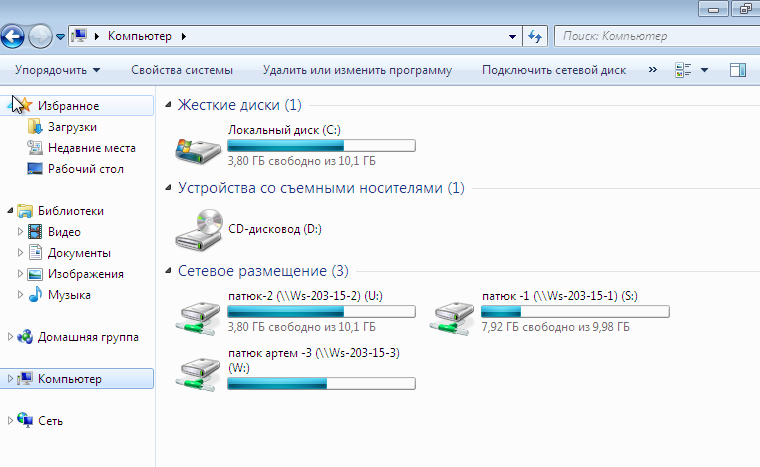 Компьютер
Поиск: Компьютер
Упорядочить
Свойства системы
Удалить или изменить программу
Подключить сетевой диск
»
Избранное
Загрузки
Недавние места
Рабочий стол
Библиотеки
Видео
Документы
Изображения
Музыка
Домашняя группа
Компьютер
Сеть
Жесткие диски (1)
Локальный диск (C:)
3,80 ГБ свободно из 10,1 ГБ
Устройства со съемными носителями (1)
CD-дисковод (D:)
Сетевое размещение (3)
патюк-2 (\\Ws-203-15-2) (U:)
3,80 ГБ свободно из 10,1 ГБ
патюк -1 (\\Ws-203-15-1) (S:)
7,92 ГБ свободно из 9,98 ГБ
патюк артем -3 (\\Ws-203-15-3)
(W:)